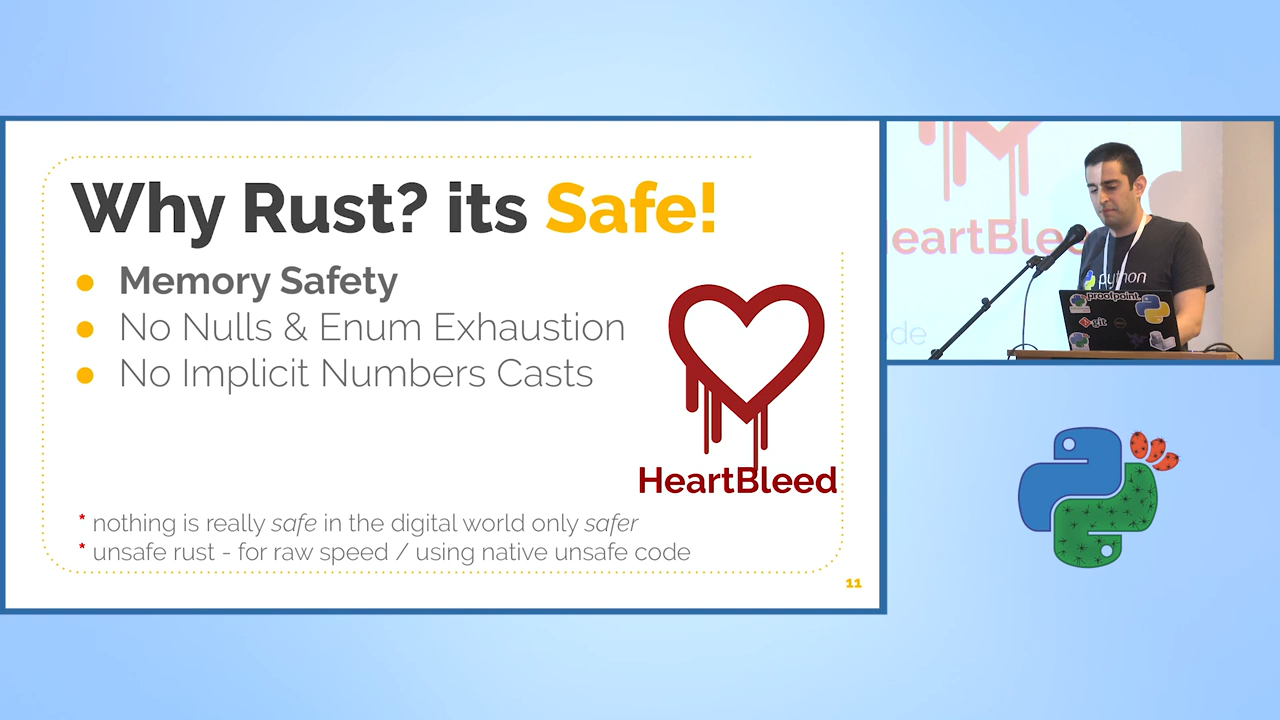 Why Rust? its Safe!
● Memory Safety
● No Nulls & Enum Exhaustion
● No Implicit Numbers Casts
HeartBleed
* nothing is really safe in the digital world only safer
* unsafe rust - for raw speed / using native unsafe code
11
HeartBlee
de
python
proofpoint.
git